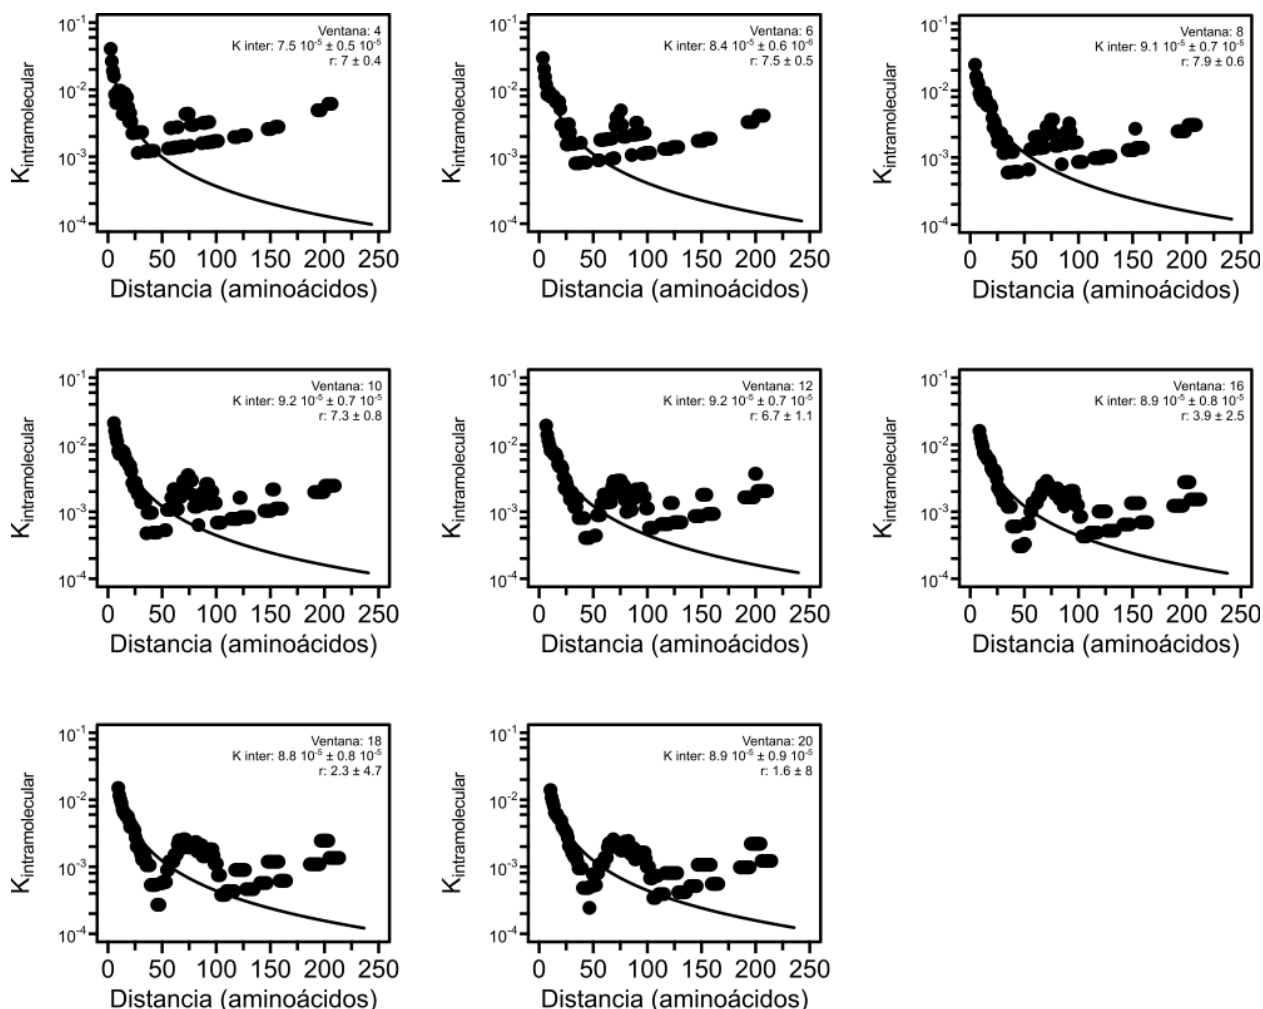 Ventana: 4
K inter: 7.5 10⁻⁵ ± 0.5 10⁻⁵
r: 7 ± 0.4
10⁻¹
10⁻²
10⁻³
10⁻⁴
Kintramolecular
0 50 100 150 200 250
Distancia (aminoácidos)
Ventana: 6
K inter: 8.4 10⁻⁵ ± 0.6 10⁻⁶
r: 7.5 ± 0.5
10⁻¹
10⁻²
10⁻³
10⁻⁴
Kintramolecular
0 50 100 150 200 250
Distancia (aminoácidos)
Ventana: 8
K inter: 9.1 10⁻⁵ ± 0.7 10⁻⁵
r: 7.9 ± 0.6
10⁻¹
10⁻²
10⁻³
10⁻⁴
Kintramolecular
0 50 100 150 200 250
Distancia (aminoácidos)
Ventana: 10
K inter: 9.2 10⁻⁵ ± 0.7 10⁻⁵
r: 7.3 ± 0.8
10⁻¹
10⁻²
10⁻³
10⁻⁴
Kintramolecular
0 50 100 150 200 250
Distancia (aminoácidos)
Ventana: 12
K inter: 9.2 10⁻⁵ ± 0.7 10⁻⁵
r: 6.7 ± 1.1
10⁻¹
10⁻²
10⁻³
10⁻⁴
Kintramolecular
0 50 100 150 200 250
Distancia (aminoácidos)
Ventana: 16
K inter: 8.9 10⁻⁵ ± 0.8 10⁻⁵
r: 3.9 ± 2.5
10⁻¹
10⁻²
10⁻³
10⁻⁴
Kintramolecular
0 50 100 150 200 250
Distancia (aminoácidos)
Ventana: 18
K inter: 8.8 10⁻⁵ ± 0.8 10⁻⁵
r: 2.3 ± 4.7
10⁻¹
10⁻²
10⁻³
10⁻⁴
Kintramolecular
0 50 100 150 200 250
Distancia (aminoácidos)
Ventana: 20
K inter: 8.9 10⁻⁵ ± 0.9 10⁻⁵
r: 1.6 ± 8
10⁻¹
10⁻²
10⁻³
10⁻⁴
Kintramolecular
0 50 100 150 200 250
Distancia (aminoácidos)